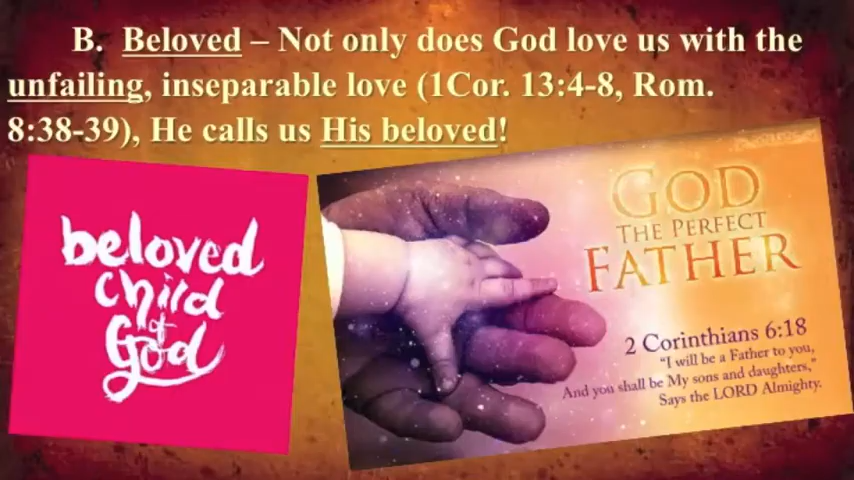 B. Beloved – Not only does God love us with the
unfailing, inseparable love (1Cor. 13:4-8, Rom.
8:38-39), He calls us His beloved!
beloved
child
of
God
GOD
THE PERFECT
FATHER
2 Corinthians 6:18
“I will be a Father to you,
And you shall be My sons and daughters,”
Says the LORD Almighty.